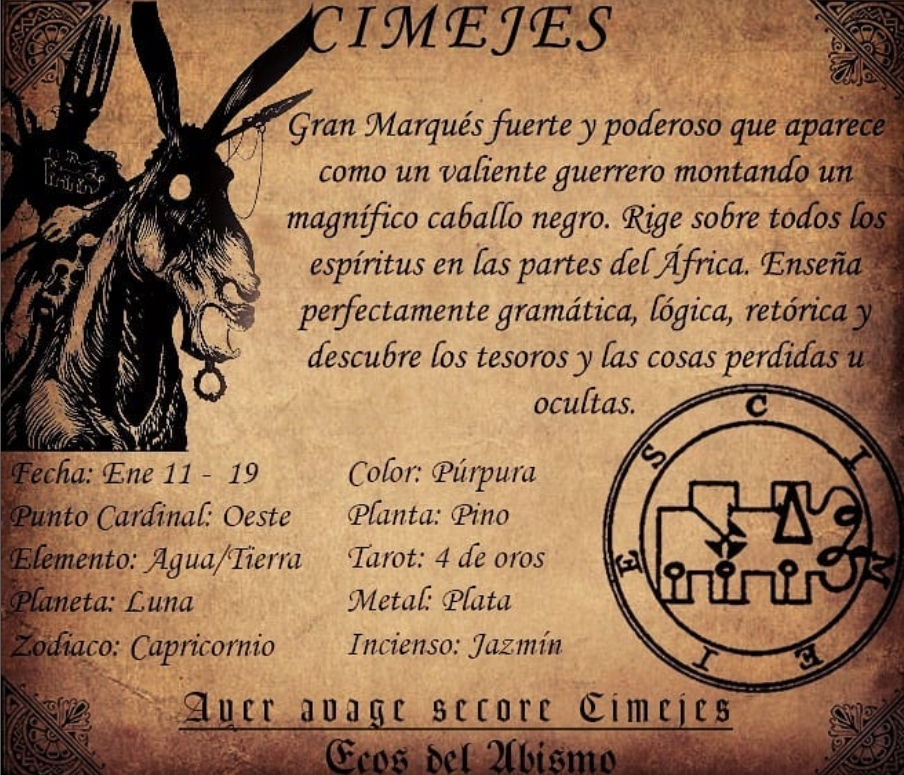 CIMEJES
Gran Marqués fuerte y poderoso que aparece
como un valiente guerrero montando un
magnífico caballo negro. Rige sobre todos los
espíritus en las partes del África. Enseña
perfectamente gramática, lógica, retórica y
descubre los tesoros y las cosas perdidas u
ocultas.
Fecha: Ene 11 - 19
Punto Cardinal: Oeste
Elemento: Agua/Tierra
Planeta: Luna
Zodiaco: Capricornio
Color: Púrpura
Planta: Pino
Tarot: 4 de oros
Metal: Plata
Incienso: Jazmín
C I M E I E S
Ayer avage secore Cimejes
Ecos del Abismo